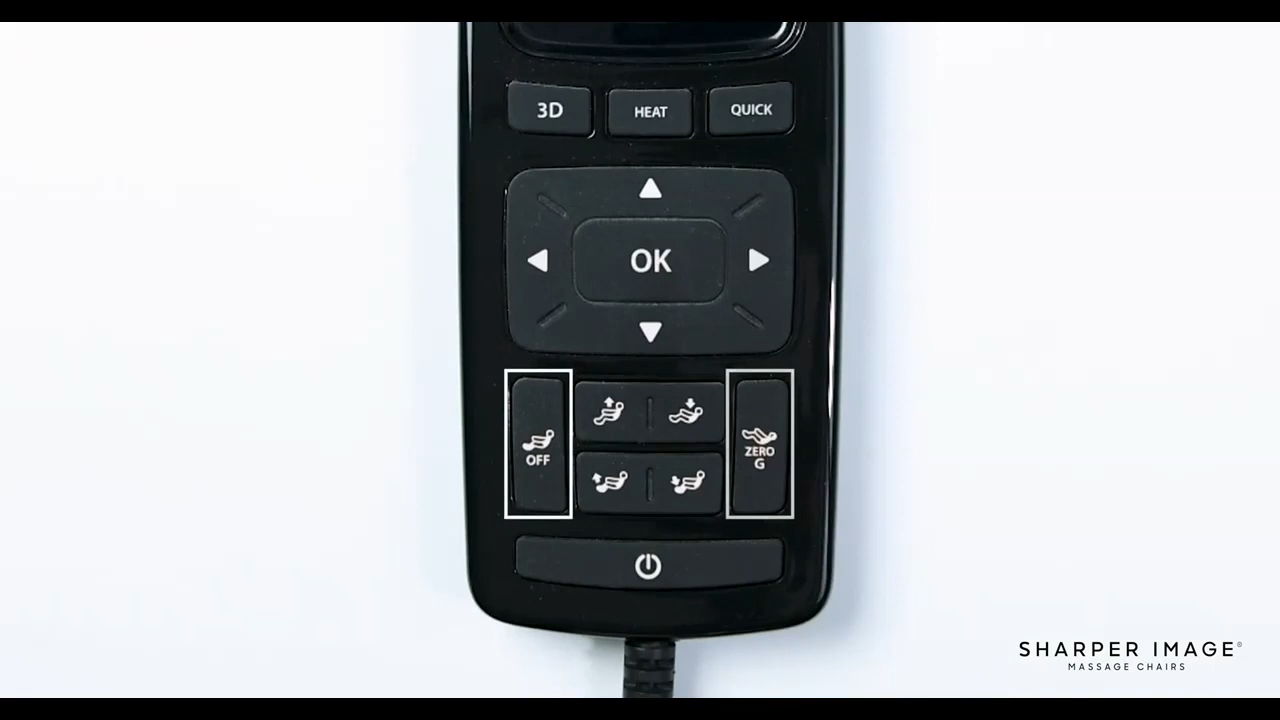 3D
HEAT
QUICK
OK
OFF
ZERO
G
SHARPER IMAGE®
MASSAGE CHAIRS